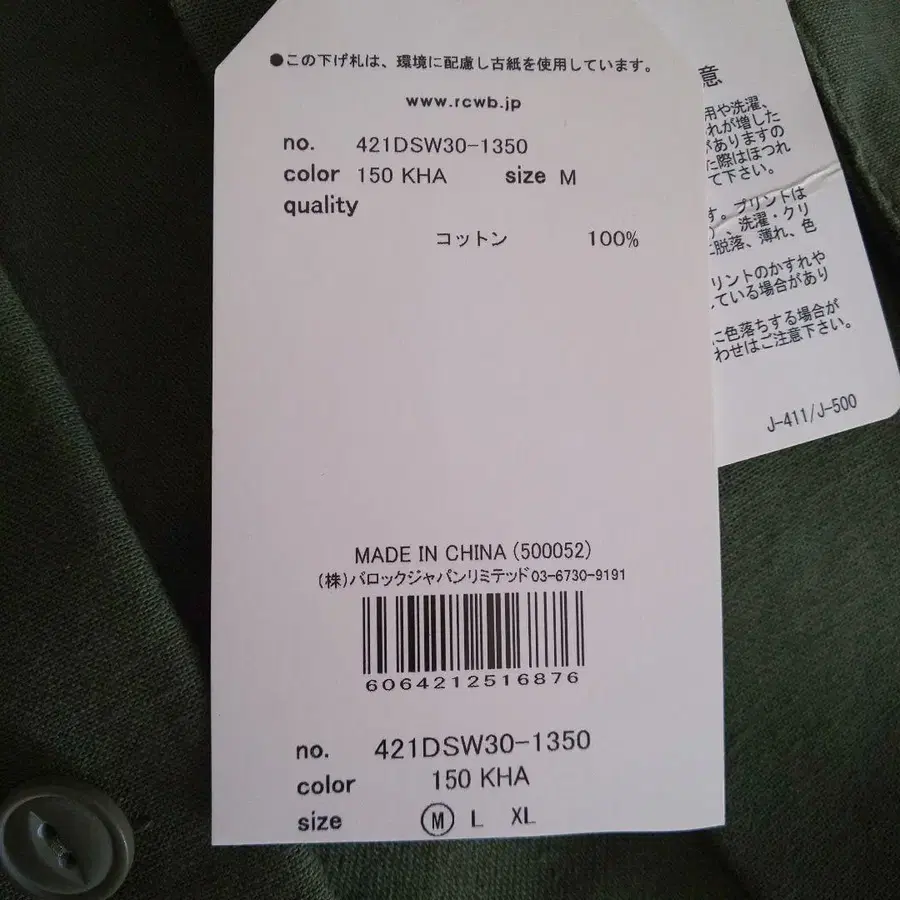 ●この下げ札は、環境に配慮し古紙を使用しています。
www.rcwb.jp
no. 421DSW30-1350
color 150 KHA size M
quality
コットン 100%
MADE IN CHINA (500052)
(株)バロックジャパンリミテッド03-6730-9191
6064212516876
no. 421DSW30-1350
color 150 KHA
size M L XL
意
用や洗濯、
れが増した
がありますの
た際はほつれ
て下さい。
す。プリントは
)、洗濯・クリ
に脱落、薄れ、色
リントのかすれや
している場合があり
に色落ちする場合が
わせはご注意下さい。
J-411/J-500